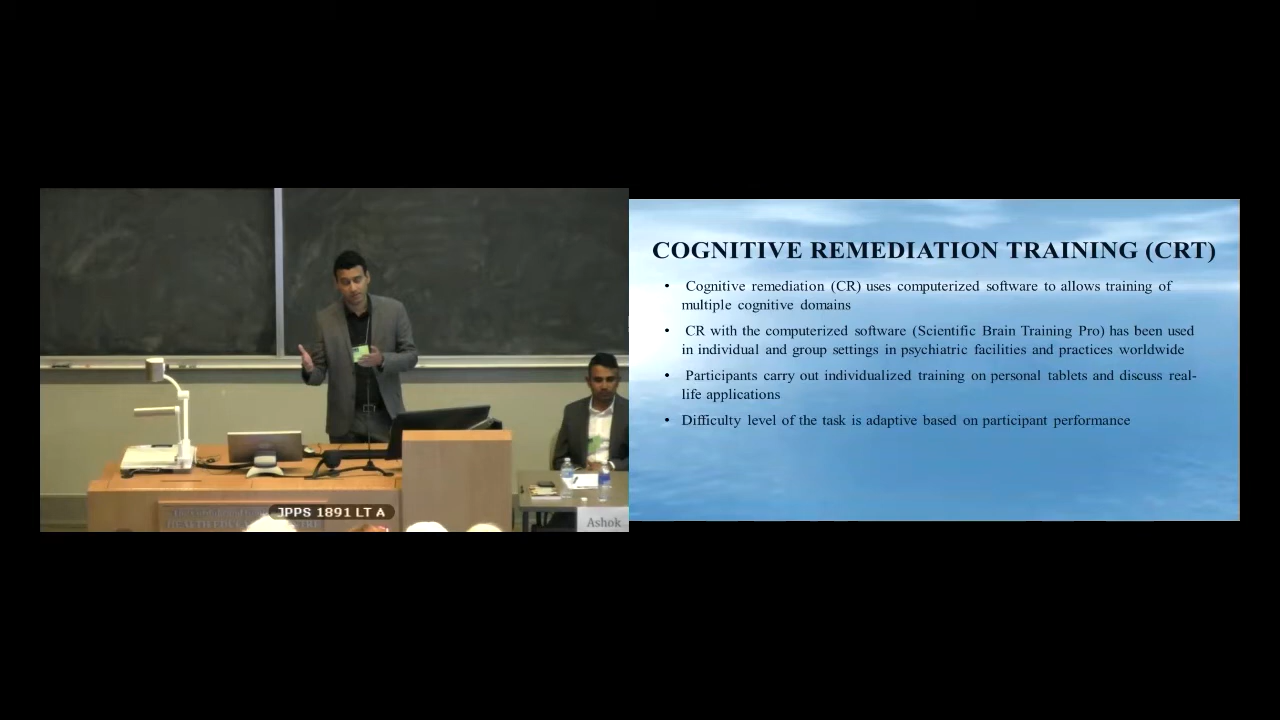 COGNITIVE REMEDIATION TRAINING (CRT)
• Cognitive remediation (CR) uses computerized software to allows training of
multiple cognitive domains
• CR with the computerized software (Scientific Brain Training Pro) has been used
in individual and group settings in psychiatric facilities and practices worldwide
• Participants carry out individualized training on personal tablets and discuss real-
life applications
• Difficulty level of the task is adaptive based on participant performance
JPPS 1891 LT A
Ashok